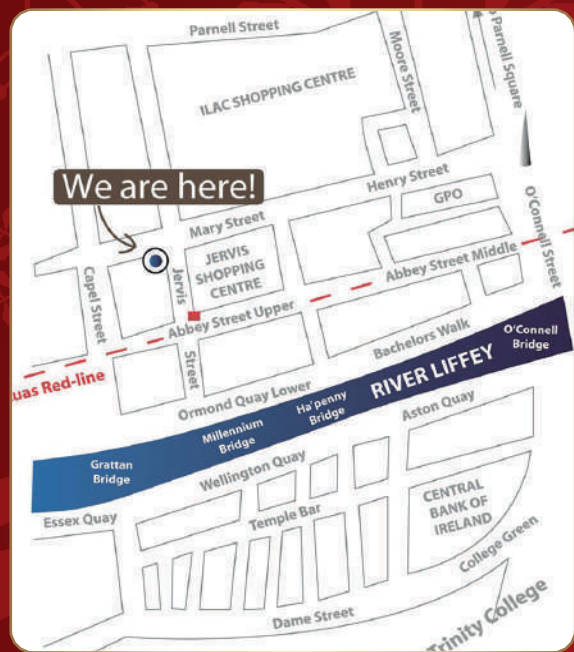 Parnell Street
Moore Street
Parnell Square
ILAC SHOPPING CENTRE
We are here!
Henry Street
GPO
O'Connell Street
Mary Street
JERVIS
SHOPPING
CENTRE
Abbey Street Middle
Capel Street
Jervis
Street
Abbey Street Upper
uas Red-line
Bachelors Walk
O'Connell
Bridge
Ormond Quay Lower
RIVER LIFFEY
Ha'penny
Bridge
Millennium
Bridge
Grattan
Bridge
Aston Quay
Wellington Quay
Essex Quay
Temple Bar
CENTRAL
BANK OF
IRELAND
College Green
Dame Street
Trinity College